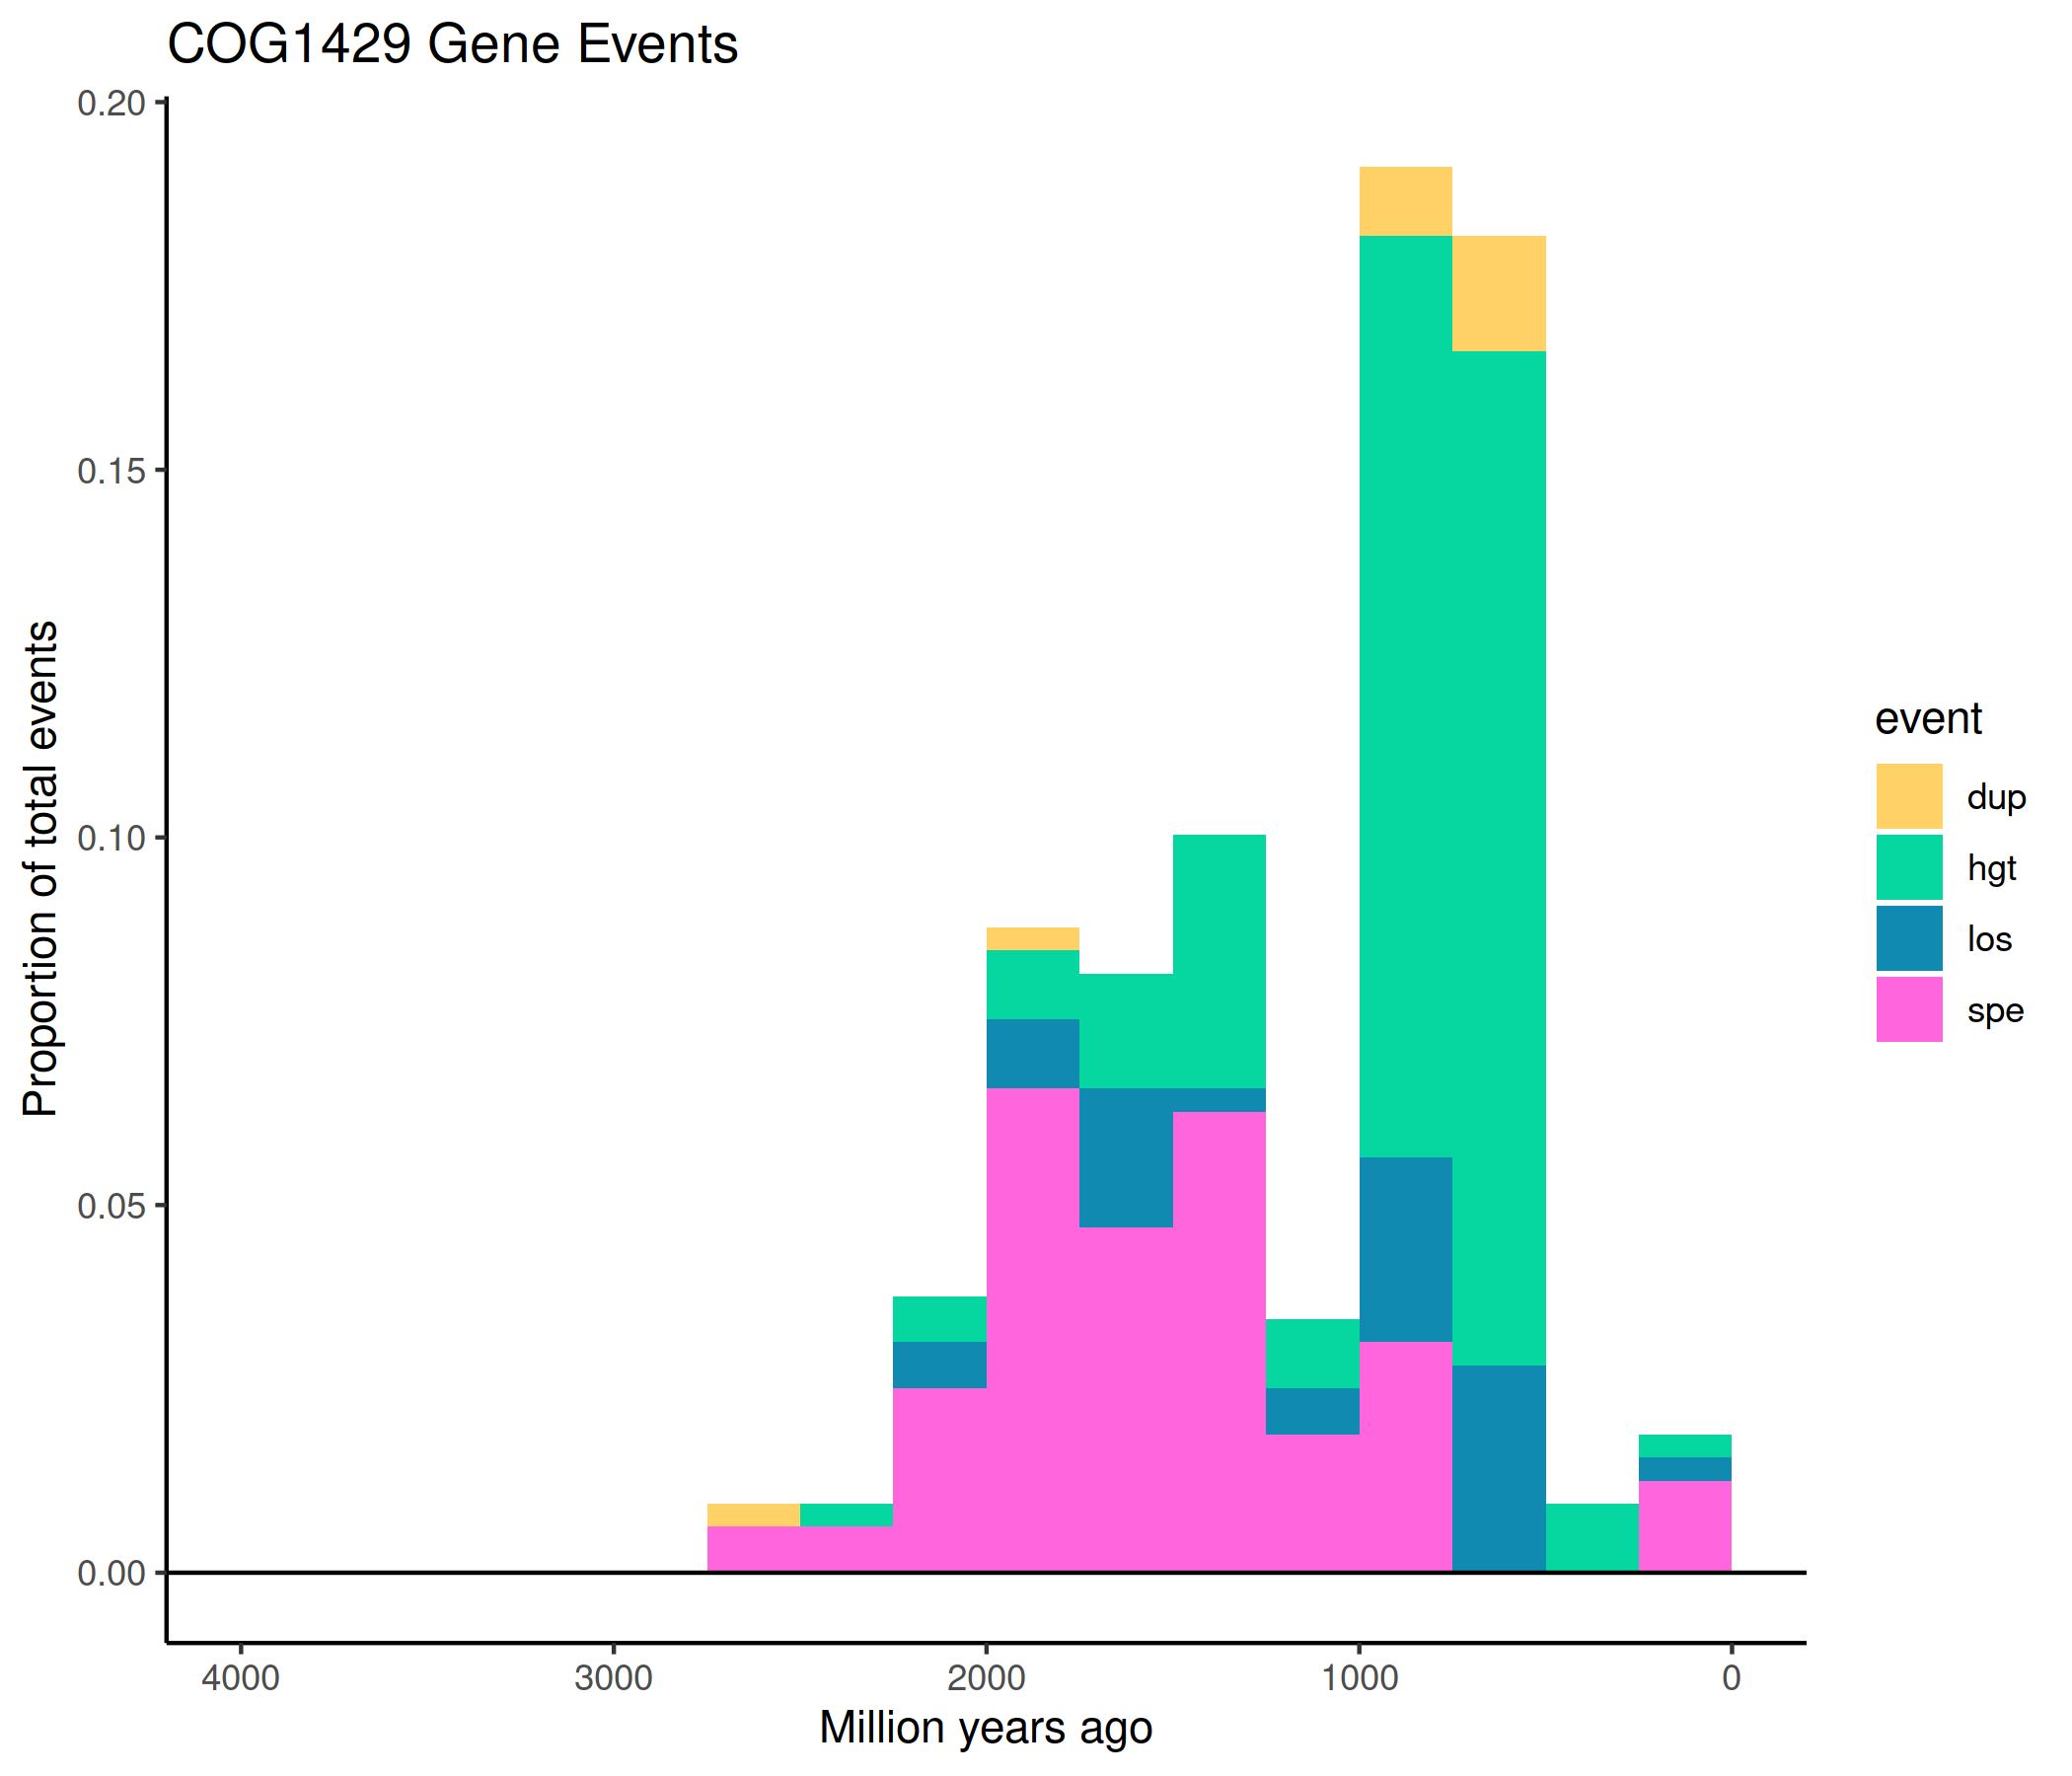 COG1429 Gene Events
0.20
0.15
0.10
0.05
0.00
Proportion of total events
4000 3000 2000 1000 0
Million years ago
event
dup
hgt
los
spe